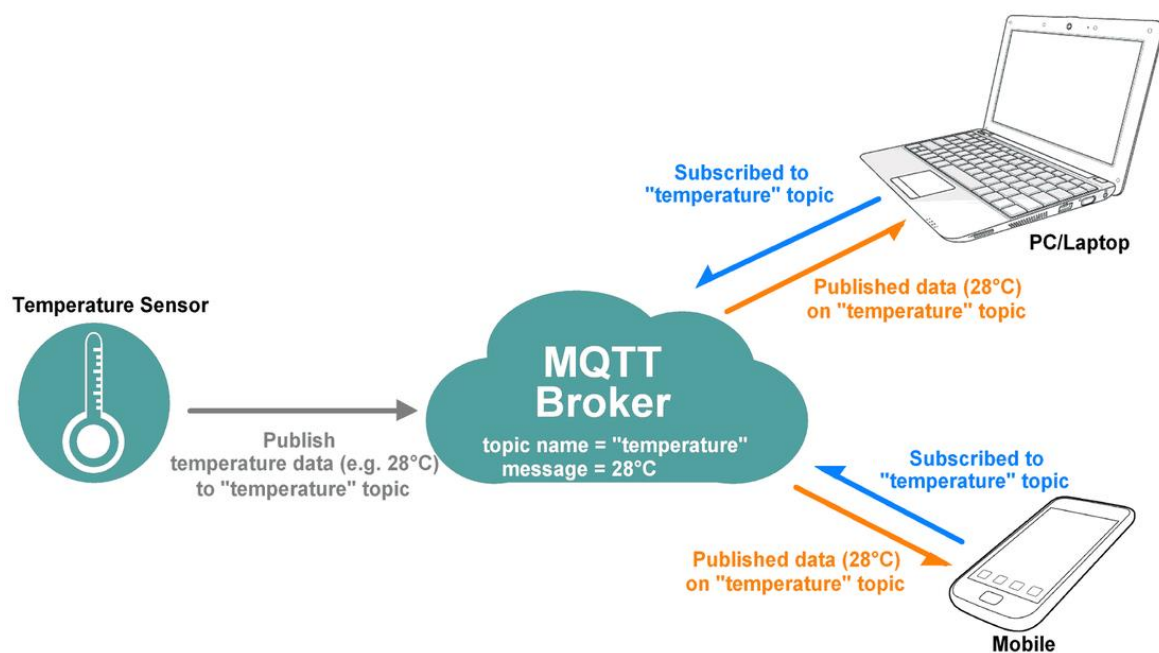 Temperature Sensor
Publish
temperature data (e.g. 28°C)
to "temperature" topic
MQTT
Broker
topic name = "temperature"
message = 28°C
Subscribed to
"temperature" topic
Published data (28°C)
on "temperature" topic
PC/Laptop
Subscribed to
"temperature" topic
Published data (28°C)
on "temperature" topic
Mobile